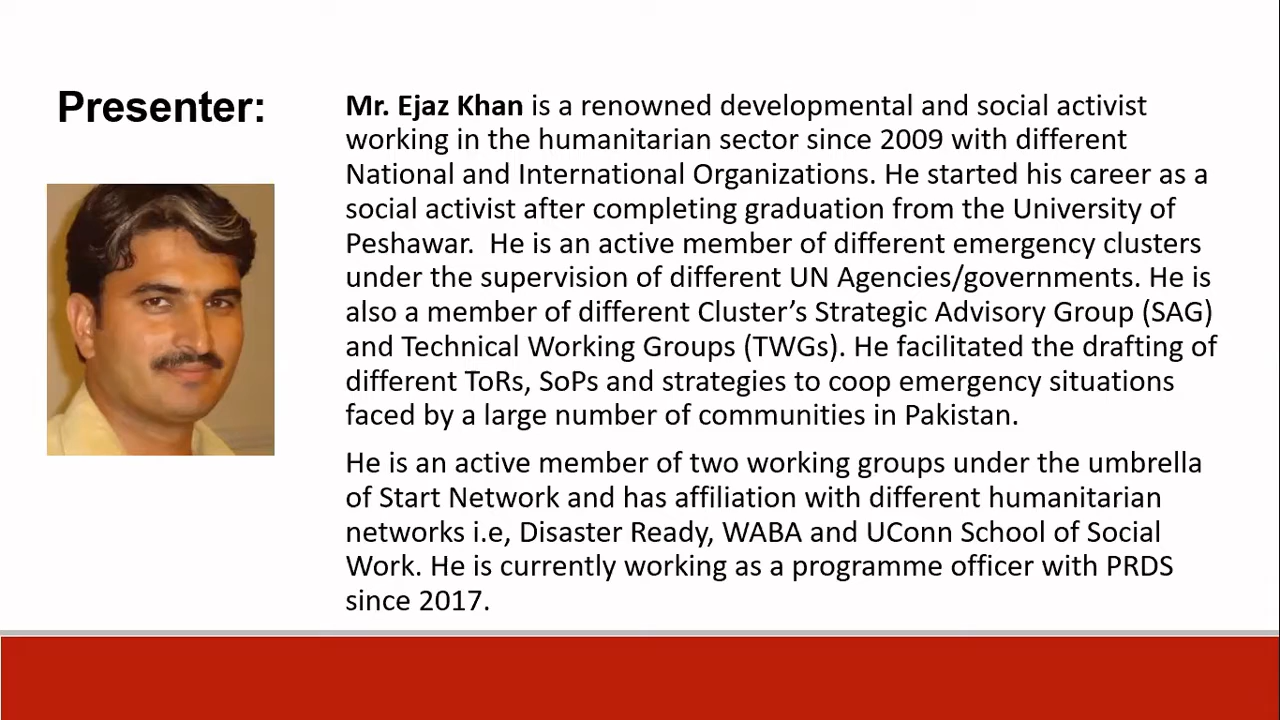 Presenter:
Mr. Ejaz Khan is a renowned developmental and social activist
working in the humanitarian sector since 2009 with different
National and International Organizations. He started his career as a
social activist after completing graduation from the University of
Peshawar.  He is an active member of different emergency clusters
under the supervision of different UN Agencies/governments. He is
also a member of different Cluster’s Strategic Advisory Group (SAG)
and Technical Working Groups (TWGs). He facilitated the drafting of
different ToRs, SoPs and strategies to coop emergency situations
faced by a large number of communities in Pakistan.
He is an active member of two working groups under the umbrella
of Start Network and has affiliation with different humanitarian
networks i.e, Disaster Ready, WABA and UConn School of Social
Work. He is currently working as a programme officer with PRDS
since 2017.